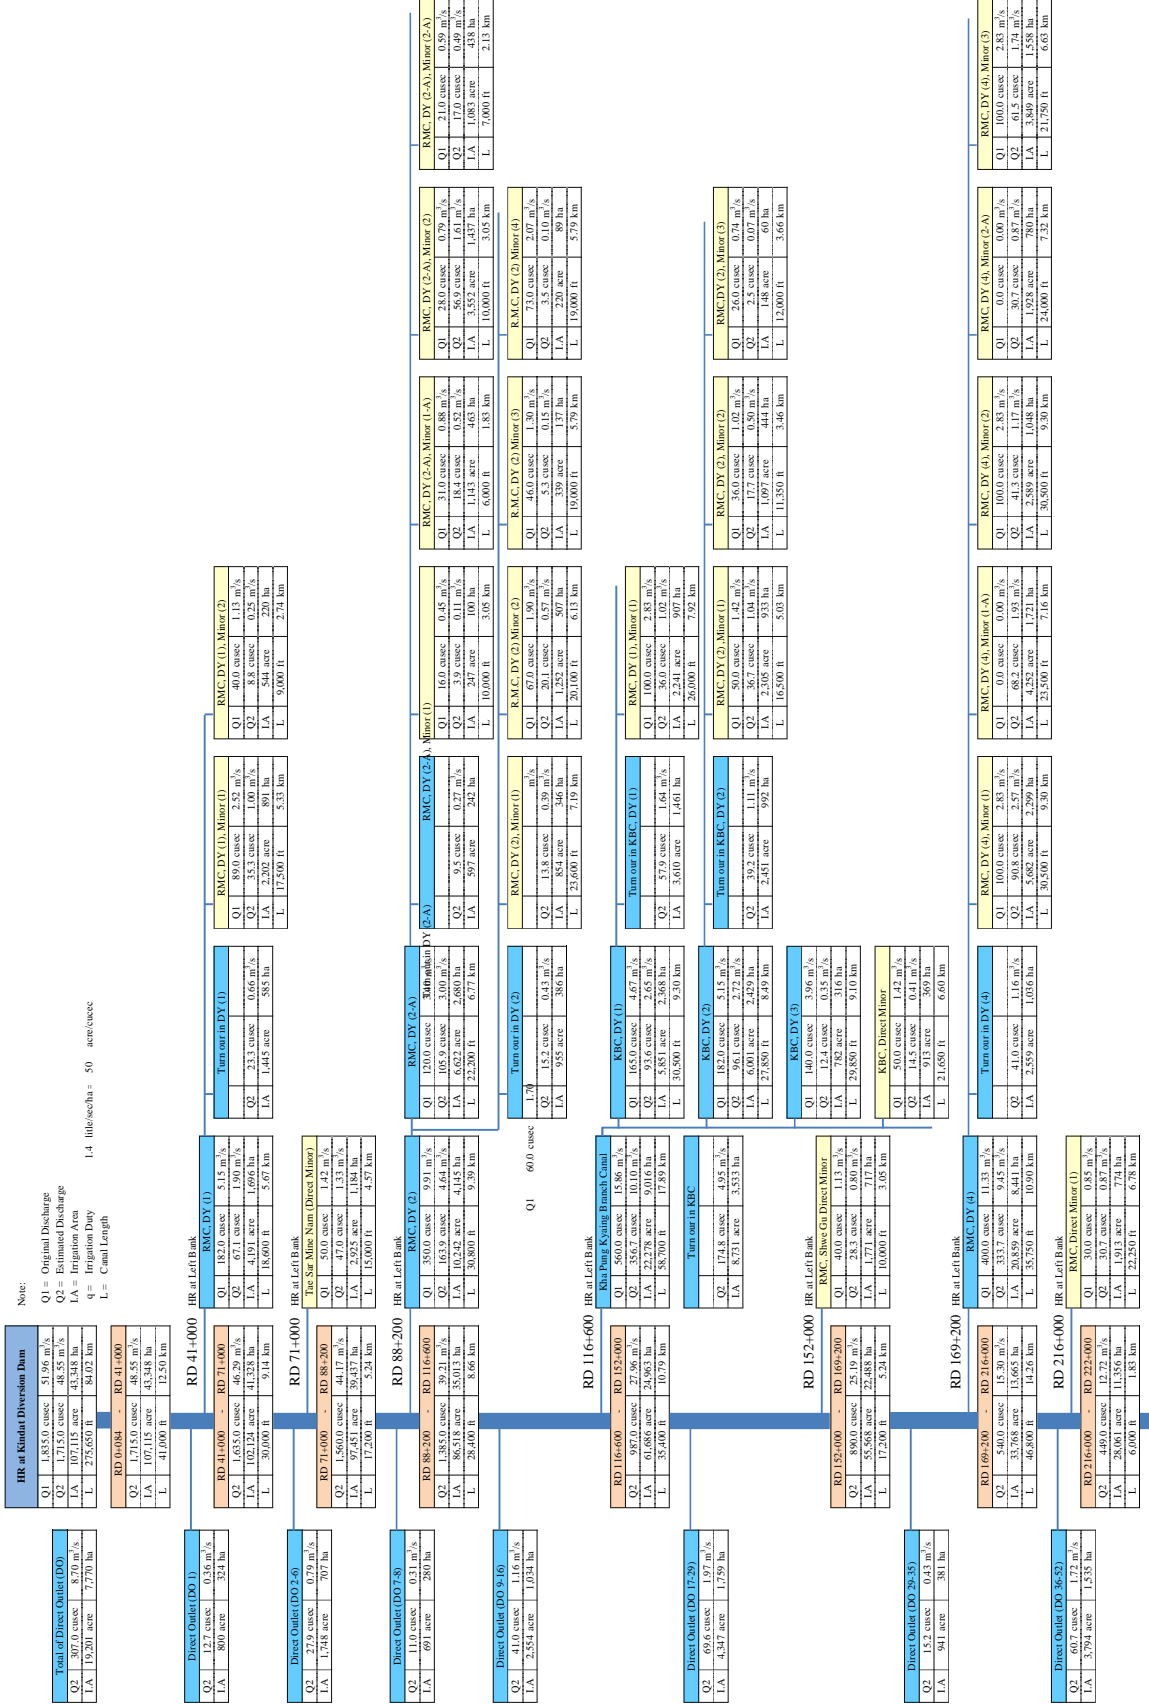 Note:
Q1 = Original Discharge
Q2 = Estimated Discharge
I.A = Irrigation Area
q = Irrigation Duty 1.4 litle/sec/ha = 50 acre/cucec
L = Canal Length
HR at Kindat Diversion Dam
Q1 1,835.0 cusec 51.96 m³/s
Q2 1,715.0 cusec 48.55 m³/s
I.A 107,115 acre 43,348 ha
L 275,650 ft 84.02 km
RD 0+084 - RD 41+000
Q2 1,715.0 cusec 48.55 m³/s
I.A 107,115 acre 43,348 ha
L 41,000 ft 12.50 km
RD 41+000 - RD 71+000
Q2 1,635.0 cusec 46.29 m³/s
I.A 102,124 acre 41,328 ha
L 30,000 ft 9.14 km
RD 71+000 - RD 88+200
Q2 1,560.0 cusec 44.17 m³/s
I.A 97,451 acre 39,437 ha
L 17,200 ft 5.24 km
RD 88+200 - RD 116+600
Q2 1,385.0 cusec 39.21 m³/s
I.A 86,518 acre 35,013 ha
L 28,400 ft 8.66 km
RD 116+600 - RD 152+000
Q2 987.0 cusec 27.96 m³/s
I.A 61,686 acre 24,963 ha
L 35,400 ft 10.79 km
RD 152+000 - RD 169+200
Q2 890.0 cusec 25.19 m³/s
I.A 55,568 acre 22,488 ha
L 17,200 ft 5.24 km
RD 169+200 - RD 216+000
Q2 540.0 cusec 15.30 m³/s
I.A 33,768 acre 13,665 ha
L 46,800 ft 14.26 km
RD 216+000 - RD 222+000
Q2 449.0 cusec 12.72 m³/s
I.A 28,061 acre 11,356 ha
L 6,000 ft 1.83 km
Total of Direct Outlet (DO)
Q2 307.0 cusec 8.70 m³/s
I.A 19,201 acre 7,770 ha
Direct Outlet (DO 1)
Q2 12.7 cusec 0.36 m³/s
I.A 800 acre 324 ha
Direct Outlet (DO 2-6)
Q2 27.9 cusec 0.79 m³/s
I.A 1,748 acre 707 ha
Direct Outlet (DO 7-8)
Q2 11.0 cusec 0.31 m³/s
I.A 691 acre 280 ha
Direct Outlet (DO 9-16)
Q2 41.0 cusec 1.16 m³/s
I.A 2,554 acre 1,034 ha
Direct Outlet (DO 17-29)
Q2 69.6 cusec 1.97 m³/s
I.A 4,347 acre 1,759 ha
Direct Outlet (DO 29-35)
Q2 15.2 cusec 0.43 m³/s
I.A 941 acre 381 ha
Direct Outlet (DO 36-52)
Q2 60.7 cusec 1.72 m³/s
I.A 3,794 acre 1,535 ha
RD 41+000 HR at Left Bank
RMC, DY (1)
Q1 182.0 cusec 5.15 m³/s
Q2 67.1 cusec 1.90 m³/s
I.A 4,191 acre 1,696 ha
L 18,600 ft 5.67 km
Turn our in DY (1)
Q2 23.3 cusec 0.66 m³/s
I.A 1,445 acre 585 ha
RMC, DY (1), Minor (1)
Q1 89.0 cusec 2.52 m³/s
Q2 35.3 cusec 1.00 m³/s
I.A 2,202 acre 891 ha
L 17,500 ft 5.33 km
RMC, DY (1), Minor (2)
Q1 40.0 cusec 1.13 m³/s
Q2 8.8 cusec 0.25 m³/s
I.A 544 acre 220 ha
L 9,000 ft 2.74 km
RD 71+000 HR at Left Bank
Tae Sar Mine Nam (Direct Minor)
Q1 50.0 cusec 1.42 m³/s
Q2 47.0 cusec 1.33 m³/s
I.A 2,925 acre 1,184 ha
L 15,000 ft 4.57 km
RD 88-200 HR at Left Bank
RMC, DY (2)
Q1 350.0 cusec 9.91 m³/s
Q2 163.9 cusec 4.64 m³/s
I.A 10,242 acre 4,145 ha
L 30,800 ft 9.39 km
RMC, DY (2-A)
Q1 120.0 cusec
Q2 105.9 cusec 3.00 m³/s
I.A 6,622 acre 2,680 ha
L 22,200 ft 6.77 km
in DY (2-A)
Q2 9.5 cusec 0.27 m³/s
I.A 597 acre 242 ha
RMC, DY (2-A), Minor (1)
Q1 16.0 cusec 0.45 m³/s
Q2 3.9 cusec 0.11 m³/s
I.A 247 acre 100 ha
L 10,000 ft 3.05 km
RMC, DY (2-A), Minor (1-A)
Q1 31.0 cusec 0.88 m³/s
Q2 18.4 cusec 0.52 m³/s
I.A 1,143 acre 463 ha
L 6,000 ft 1.83 km
RMC, DY (2-A), Minor (2)
Q1 28.0 cusec 0.79 m³/s
Q2 56.9 cusec 1.61 m³/s
I.A 3,552 acre 1,437 ha
L 10,000 ft 3.05 km
RMC, DY (2-A), Minor (2-A)
Q1 21.0 cusec 0.59 m³/s
Q2 17.0 cusec 0.49 m³/s
I.A 1,083 acre 438 ha
L 7,000 ft 2.13 km
Turn our in DY (2)
Q2 15.2 cusec 0.43 m³/s
I.A 955 acre 386 ha
Q1 60.0 cusec 1.70
RMC, DY (2), Minor (1)
m³/s
Q2 13.8 cusec 0.39 m³/s
I.A 854 acre 346 ha
L 23,600 ft 7.19 km
R.M.C, DY (2) Minor (2)
Q1 67.0 cusec 1.90 m³/s
Q2 20.1 cusec 0.57 m³/s
I.A 1,252 acre 507 ha
L 20,100 ft 6.13 km
R.M.C, DY (2) Minor (3)
Q1 46.0 cusec 1.30 m³/s
Q2 5.3 cusec 0.15 m³/s
I.A 339 acre 137 ha
L 19,000 ft 5.79 km
R.M.C, DY (2) Minor (4)
Q1 73.0 cusec 2.07 m³/s
Q2 3.5 cusec 0.10 m³/s
I.A 220 acre 89 ha
L 19,000 ft 5.79 km
RD 116+600 HR at Left Bank
Kha Pung Kyaing Branch Canal
Q1 560.0 cusec 15.86 m³/s
Q2 356.7 cusec 10.10 m³/s
I.A 22,278 acre 9,016 ha
L 58,700 ft 17.89 km
Turn out in KBC
Q2 174.8 cusec 4.95 m³/s
I.A 8,731 acre 3,533 ha
KBC, DY (1)
Q1 165.0 cusec 4.67 m³/s
Q2 93.6 cusec 2.65 m³/s
I.A 5,851 acre 2,368 ha
L 30,500 ft 9.30 km
Turn our in KBC, DY (1)
Q2 57.9 cusec 1.64 m³/s
I.A 3,610 acre 1,461 ha
RMC, DY (1), Minor (1)
Q1 100.0 cusec 2.83 m³/s
Q2 36.0 cusec 1.02 m³/s
I.A 2,241 acre 907 ha
L 26,000 ft 7.92 km
KBC, DY (2)
Q1 182.0 cusec 5.15 m³/s
Q2 96.1 cusec 2.72 m³/s
I.A 6,001 acre 2,429 ha
L 27,850 ft 8.49 km
Turn our in KBC, DY (2)
Q2 39.2 cusec 1.11 m³/s
I.A 2,451 acre 992 ha
RMC, DY (2) ,Minor (1)
Q1 50.0 cusec 1.42 m³/s
Q2 36.7 cusec 1.04 m³/s
I.A 2,305 acre 933 ha
L 16,500 ft 5.03 km
RMC, DY (2), Minor (2)
Q1 36.0 cusec 1.02 m³/s
Q2 17.7 cusec 0.50 m³/s
I.A 1,097 acre 444 ha
L 11,350 ft 3.46 km
RMC,DY (2), Minor (3)
Q1 26.0 cusec 0.74 m³/s
Q2 2.5 cusec 0.07 m³/s
I.A 148 acre 60 ha
L 12,000 ft 3.66 km
KBC, DY (3)
Q1 140.0 cusec 3.96 m³/s
Q2 12.4 cusec 0.35 m³/s
I.A 782 acre 316 ha
L 29,850 ft 9.10 km
KBC, Direct Minor
Q1 50.0 cusec 1.42 m³/s
Q2 14.5 cusec 0.41 m³/s
I.A 913 acre 369 ha
L 21,650 ft 6.60 km
RD 152+000 HR at Left Bank
RMC, Shwe Gu Direct Minor
Q1 40.0 cusec 1.13 m³/s
Q2 28.3 cusec 0.80 m³/s
I.A 1,771 acre 717 ha
L 10,000 ft 3.05 km
RD 169+200 HR at Left Bank
RMC, DY (4)
Q1 400.0 cusec 11.33 m³/s
Q2 333.7 cusec 9.45 m³/s
I.A 20,859 acre 8,441 ha
L 35,750 ft 10.90 km
Turn our in DY (4)
Q2 41.0 cusec 1.16 m³/s
I.A 2,559 acre 1,036 ha
RMC, DY (4), Minor (1)
Q1 100.0 cusec 2.83 m³/s
Q2 90.8 cusec 2.57 m³/s
I.A 5,682 acre 2,299 ha
L 30,500 ft 9.30 km
RMC, DY (4), Minor (1-A)
Q1 0.0 cusec 0.00 m³/s
Q2 68.2 cusec 1.93 m³/s
I.A 4,252 acre 1,721 ha
L 23,500 ft 7.16 km
RMC, DY (4), Minor (2)
Q1 100.0 cusec 2.83 m³/s
Q2 41.3 cusec 1.17 m³/s
I.A 2,589 acre 1,048 ha
L 30,500 ft 9.30 km
RMC, DY (4), Minor (2-A)
Q1 0.0 cusec 0.00 m³/s
Q2 30.7 cusec 0.87 m³/s
I.A 1,928 acre 780 ha
L 24,000 ft 7.32 km
RMC, DY (4), Minor (3)
Q1 100.0 cusec 2.83 m³/s
Q2 61.5 cusec 1.74 m³/s
I.A 3,849 acre 1,558 ha
L 21,750 ft 6.63 km
RD 216+000 HR at Left Bank
RMC, Direct Minor (1)
Q1 30.0 cusec 0.85 m³/s
Q2 30.7 cusec 0.87 m³/s
I.A 1,913 acre 774 ha
L 22,250 ft 6.78 km